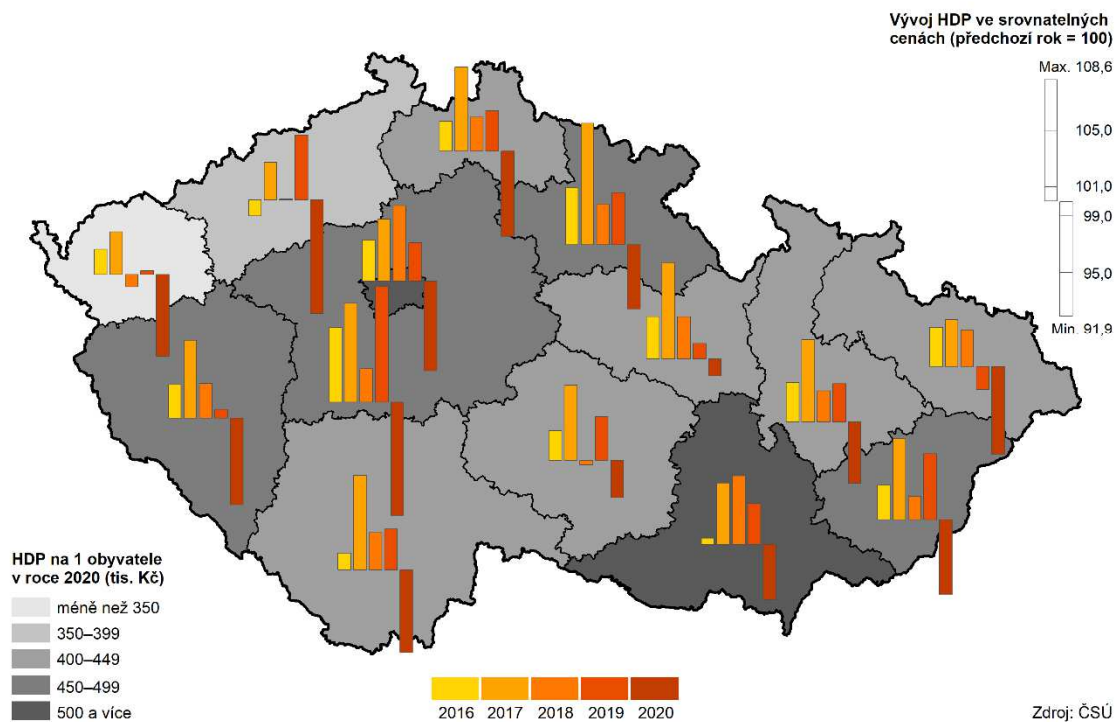 Vývoj HDP ve srovnatelných
cenách (předchozí rok = 100)
Max. 108,6
105,0
101,0
99,0
95,0
Min. 91,9
HDP na 1 obyvatele
v roce 2020 (tis. Kč)
méně než 350
350–399
400–449
450–499
500 a více
2016 2017 2018 2019 2020
Zdroj: ČSÚ